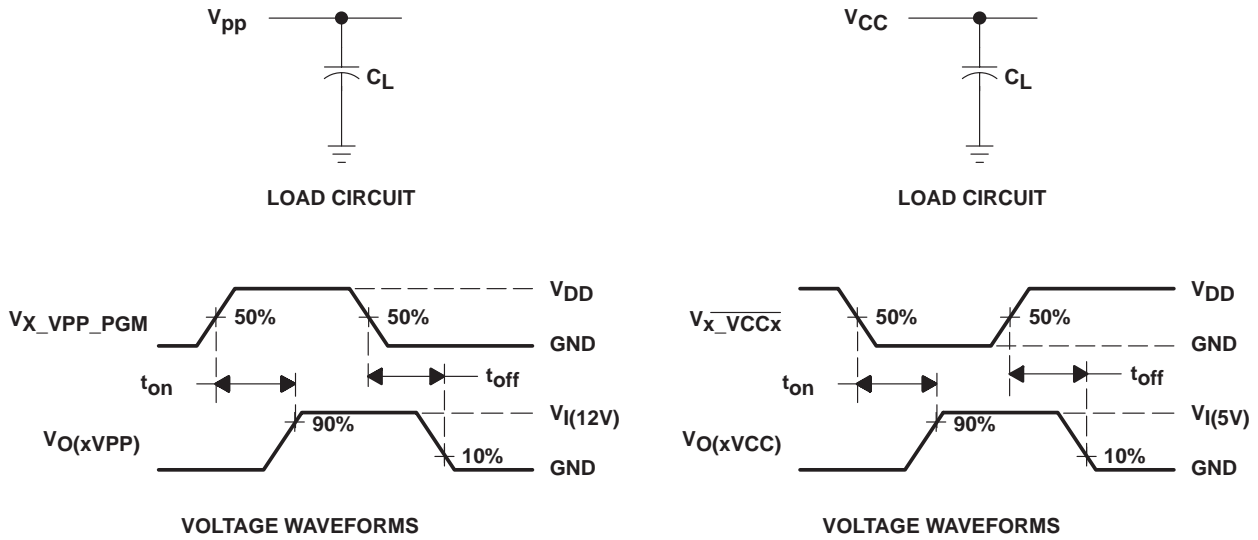 Vpp
CL
LOAD CIRCUIT
VDD
50%
50%
VX_VPP_PGM
GND
ton
toff
VI(12V)
90%
VO(xVPP)
10%
GND
VOLTAGE WAVEFORMS
VCC
CL
LOAD CIRCUIT
VDD
50%
50%
Vx_VCCx
GND
ton
toff
VI(5V)
90%
VO(xVCC)
10%
GND
VOLTAGE WAVEFORMS